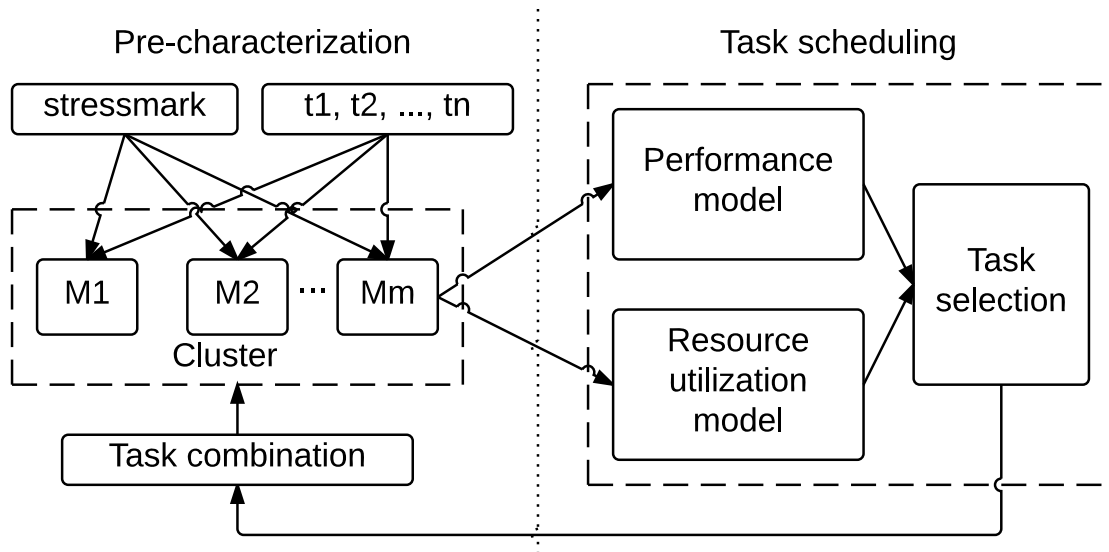 Pre-characterization
Task scheduling
stressmark
t1, t2, ..., tn
Performance
model
M1
M2
...
Mm
Cluster
Task
selection
Resource
utilization
model
Task combination